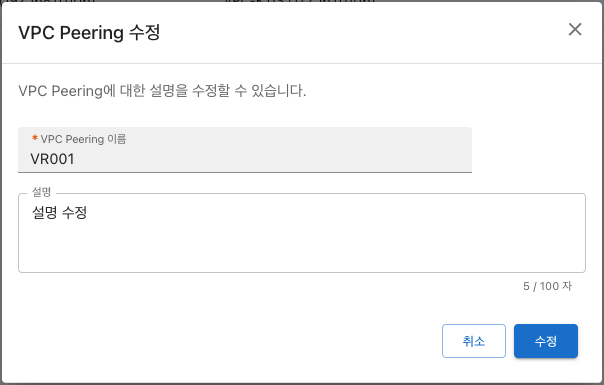 VPC Peering 수정
VPC Peering에 대한 설명을 수정할 수 있습니다.
* VPC Peering 이름
VR001
설명
설명 수정
5 / 100 자
취소 수정